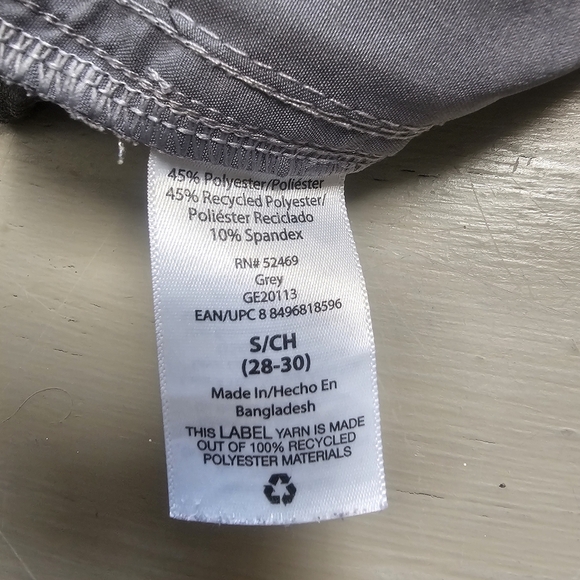 45% Polyester/Poliéster
45% Recycled Polyester/
Poliéster Reciclado
10% Spandex
RN# 52469
Grey
GE20113
EAN/UPC 8 8496818596
S/CH
(28-30)
Made In/Hecho En
Bangladesh
THIS LABEL YARN IS MADE
OUT OF 100% RECYCLED
POLYESTER MATERIALS